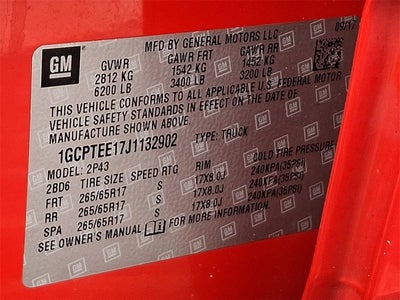 GM
MFD BY GENERAL MOTORS LLC
09/17
GVWR GAWR FRT GAWR RR
2812 KG 1542 KG 1452 KG
6200 LB 3400 LB 3200 LB
THIS VEHICLE CONFORMS TO ALL APPLICABLE U.S. FEDERAL MOTOR
VEHICLE SAFETY STANDARDS IN EFFECT ON THE DATE OF
MANUFACTURE SHOWN ABOVE.
1GCPTEE17J1132902 TYPE: TRUCK
MODEL: 2P43
2BD6 TIRE SIZE SPEED RTG RIM COLD TIRE PRESSURE
FRT 265/65R17 S 17X8.0J 240KPA(35PSI)
RR 265/65R17 S 17X8.0J 240KPA(35PSI)
SPA 265/65R17 S 17X8.0J 240KPA(35PSI)
SEE OWNER'S MANUAL FOR MORE INFORMATION.